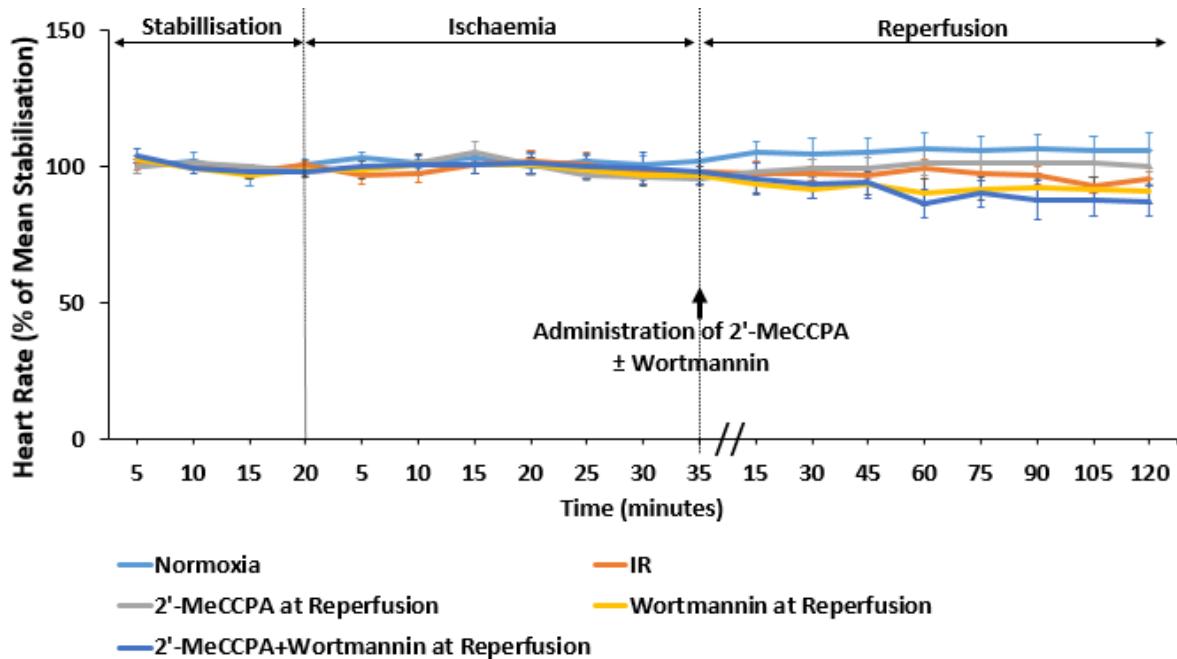 Stabillisation Ischaemia Reperfusion
Heart Rate (% of Mean Stabilisation)
150
100
50
0
Administration of 2'-MeCCPA
± Wortmannin
5 10 15 20 5 10 15 20 25 30 35 15 30 45 60 75 90 105 120
Time (minutes)
Normoxia IR
2'-MeCCPA at Reperfusion Wortmannin at Reperfusion
2'-MeCCPA+Wortmannin at Reperfusion